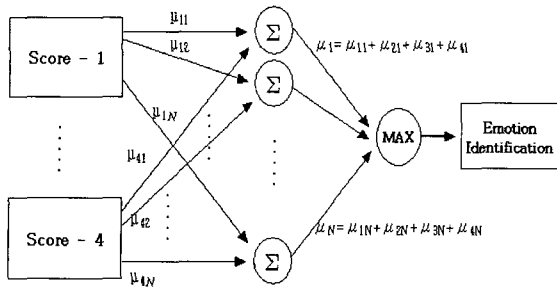 Score - 1
μ11
μ12
μ1N
Σ
Σ
μ1= μ11+ μ21+ μ31+ μ41
MAX
Emotion
Identification
μ41
μ42
Score - 4
μ4N
Σ
μN= μ1N+ μ2N+ μ3N+ μ4N